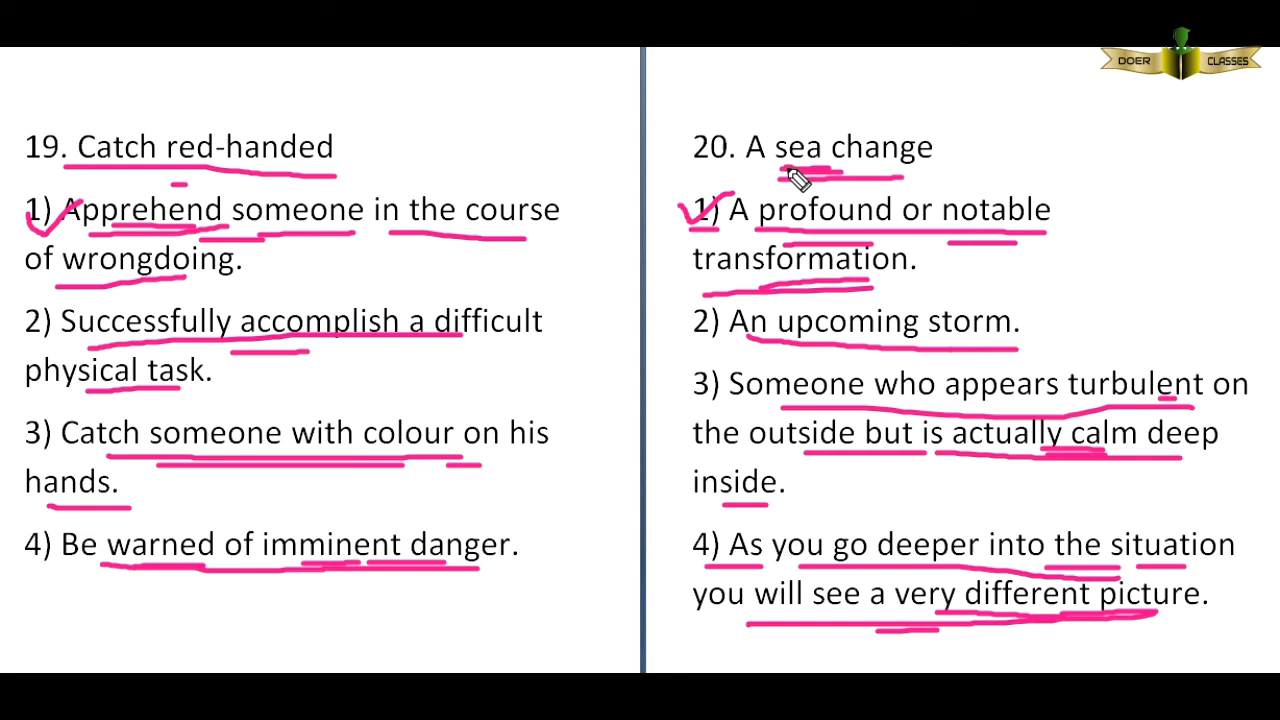 DOER CLASSES
19. Catch red-handed
1) Apprehend someone in the course
of wrongdoing.
2) Successfully accomplish a difficult
physical task.
3) Catch someone with colour on his
hands.
4) Be warned of imminent danger.
20. A sea change
1) A profound or notable
transformation.
2) An upcoming storm.
3) Someone who appears turbulent on
the outside but is actually calm deep
inside.
4) As you go deeper into the situation
you will see a very different picture.